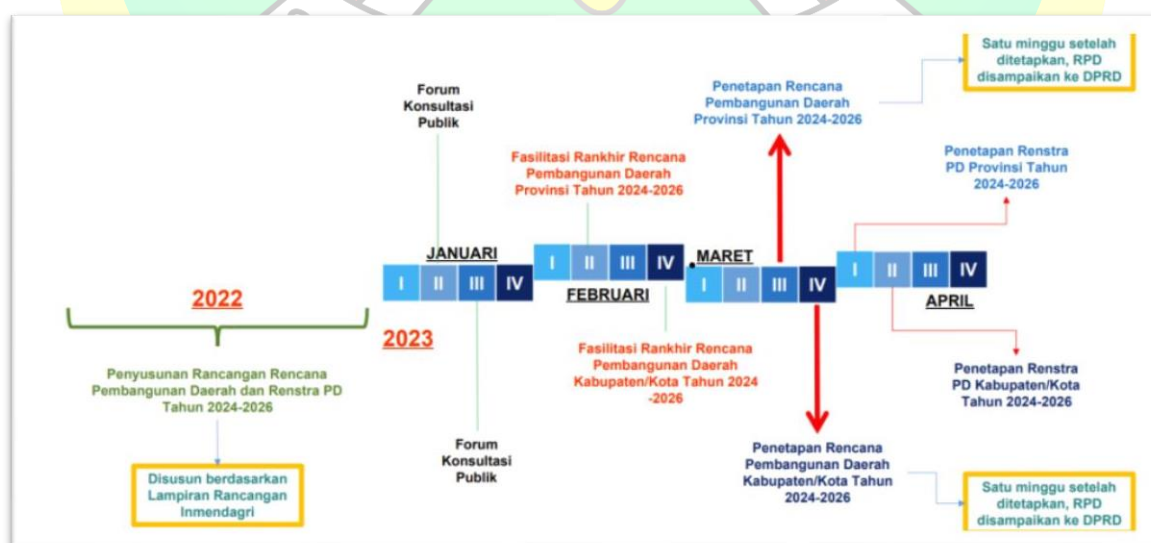 Satu minggu setelah
ditetapkan, RPD
disampaikan ke DPRD
Forum
Konsultasi
Publik
Penetapan Rencana
Pembangunan Daerah
Provinsi Tahun 2024-2026
Fasilitasi Rankhir Rencana
Pembangunan Daerah
Provinsi Tahun 2024-2026
Penetapan Renstra
PD Provinsi Tahun
2024-2026
JANUARI
I II III IV
I II III IV
FEBRUARI
MARET
I II III IV
I II III IV
APRIL
2022
2023
Penyusunan Rancangan Rencana
Pembangunan Daerah dan Renstra PD
Tahun 2024-2026
Fasilitasi Rankhir Rencana
Pembangunan Daerah
Kabupaten/Kota Tahun 2024
-2026
Penetapan Renstra
PD Kabupaten/Kota
Tahun 2024-2026
Forum
Konsultasi
Publik
Penetapan Rencana
Pembangunan Daerah
Kabupaten/Kota Tahun
2024-2026
Disusun berdasarkan
Lampiran Rancangan
Inmendagri
Satu minggu setelah
ditetapkan, RPD
disampaikan ke DPRD